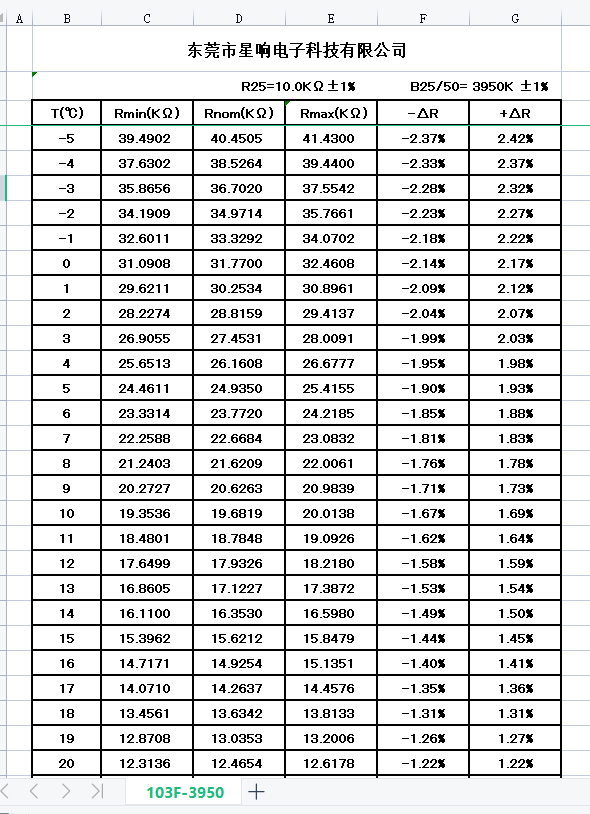 A B C D E F G
东莞市星响电子科技有限公司
R25=10.0KΩ±1% B25/50= 3950K ±1%
T(℃) Rmin(KΩ) Rnom(KΩ) Rmax(KΩ) -△R +△R
-5 39.4902 40.4505 41.4300 -2.37% 2.42%
-4 37.6302 38.5264 39.4400 -2.33% 2.37%
-3 35.8656 36.7020 37.5542 -2.28% 2.32%
-2 34.1909 34.9714 35.7661 -2.23% 2.27%
-1 32.6011 33.3292 34.0702 -2.18% 2.22%
0 31.0908 31.7700 32.4608 -2.14% 2.17%
1 29.6211 30.2534 30.8961 -2.09% 2.12%
2 28.2274 28.8159 29.4137 -2.04% 2.07%
3 26.9055 27.4531 28.0091 -1.99% 2.03%
4 25.6513 26.1608 26.6777 -1.95% 1.98%
5 24.4611 24.9350 25.4155 -1.90% 1.93%
6 23.3314 23.7720 24.2185 -1.85% 1.88%
7 22.2588 22.6684 23.0832 -1.81% 1.83%
8 21.2403 21.6209 22.0061 -1.76% 1.78%
9 20.2727 20.6263 20.9839 -1.71% 1.73%
10 19.3536 19.6819 20.0138 -1.67% 1.69%
11 18.4801 18.7848 19.0926 -1.62% 1.64%
12 17.6499 17.9326 18.2180 -1.58% 1.59%
13 16.8605 17.1227 17.3872 -1.53% 1.54%
14 16.1100 16.3530 16.5980 -1.49% 1.50%
15 15.3962 15.6212 15.8479 -1.44% 1.45%
16 14.7171 14.9254 15.1351 -1.40% 1.41%
17 14.0710 14.2637 14.4576 -1.35% 1.36%
18 13.4561 13.6342 13.8133 -1.31% 1.31%
19 12.8708 13.0353 13.2006 -1.26% 1.27%
20 12.3136 12.4654 12.6178 -1.22% 1.22%
103F-3950